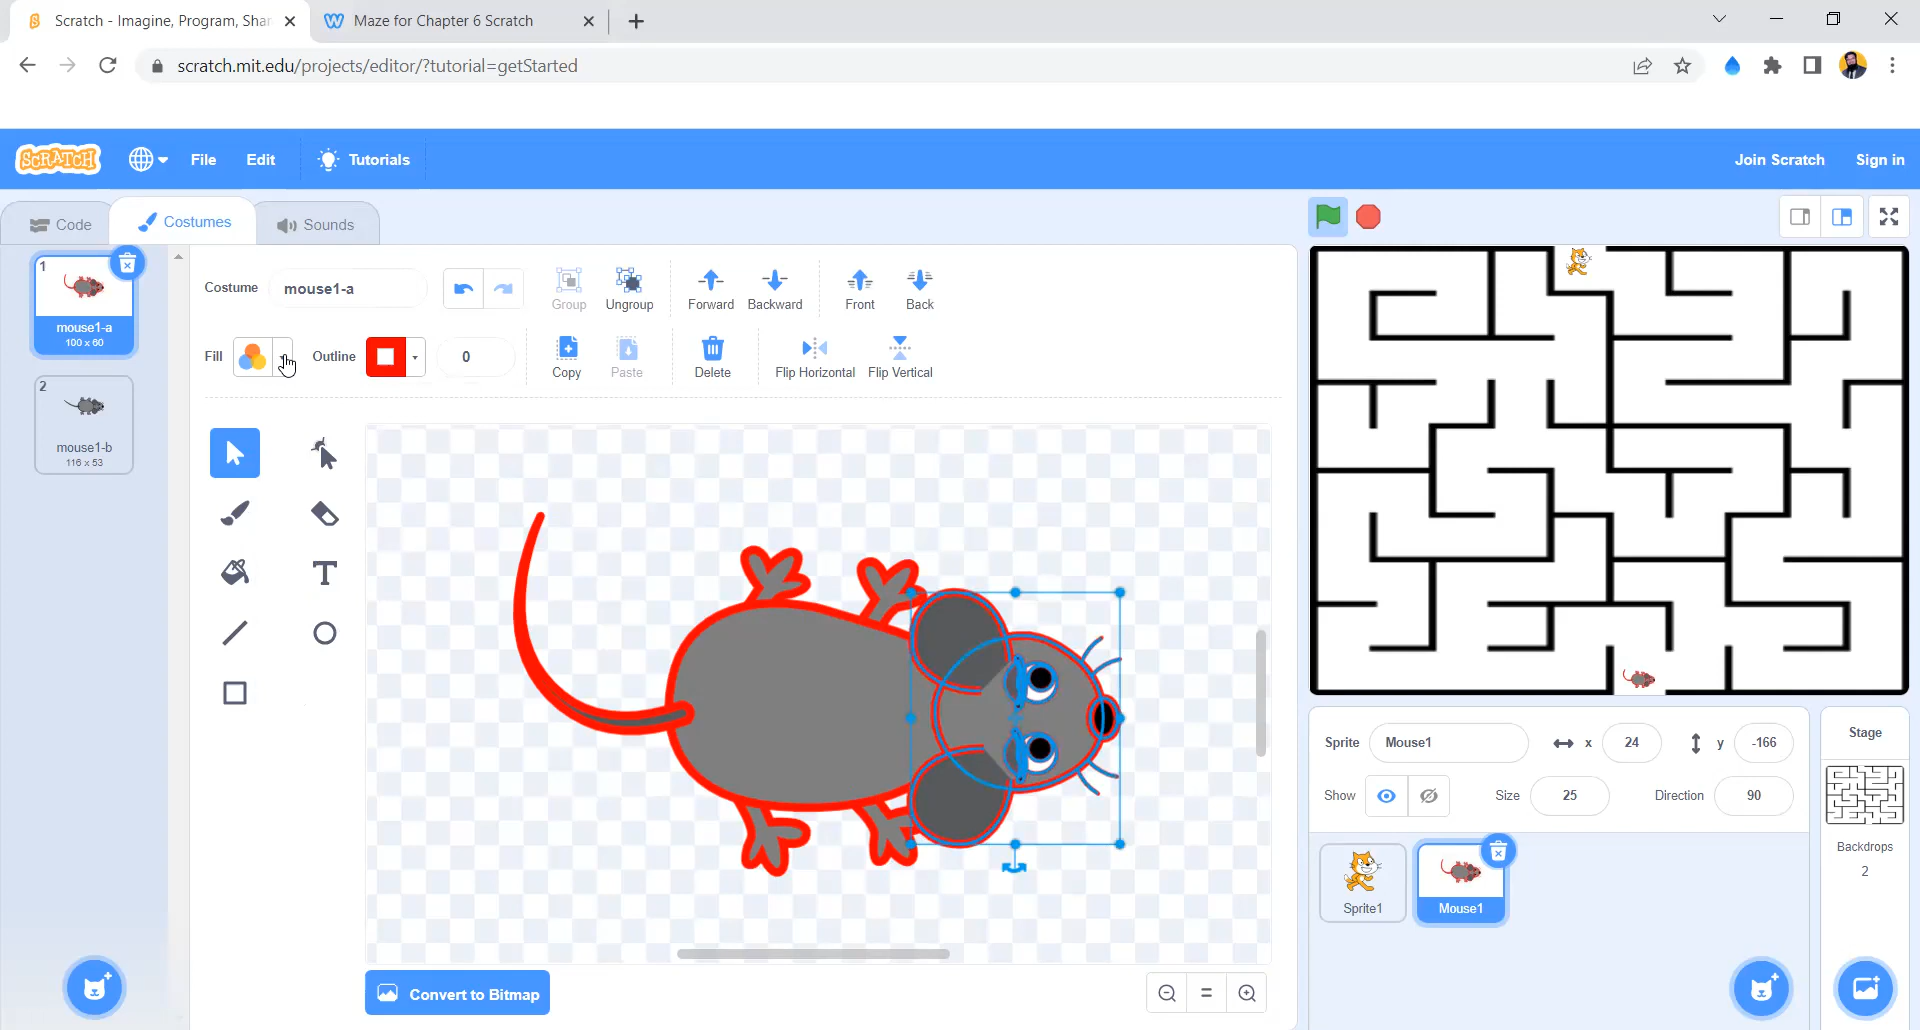 Scratch - Imagine, Program, Shar
Maze for Chapter 6 Scratch
scratch.mit.edu/projects/editor/?tutorial=getStarted
SCRATCH
File
Edit
Tutorials
Join Scratch
Sign in
Code
Costumes
Sounds
1
mouse1-a
100 x 60
2
mouse1-b
116 x 53
Costume
mouse1-a
Group
Ungroup
Forward
Backward
Front
Back
Fill
Outline
0
Copy
Paste
Delete
Flip Horizontal
Flip Vertical
T
Convert to Bitmap
Sprite
Mouse1
x
24
y
-166
Show
Size
25
Direction
90
Sprite1
Mouse1
Stage
Backdrops
2